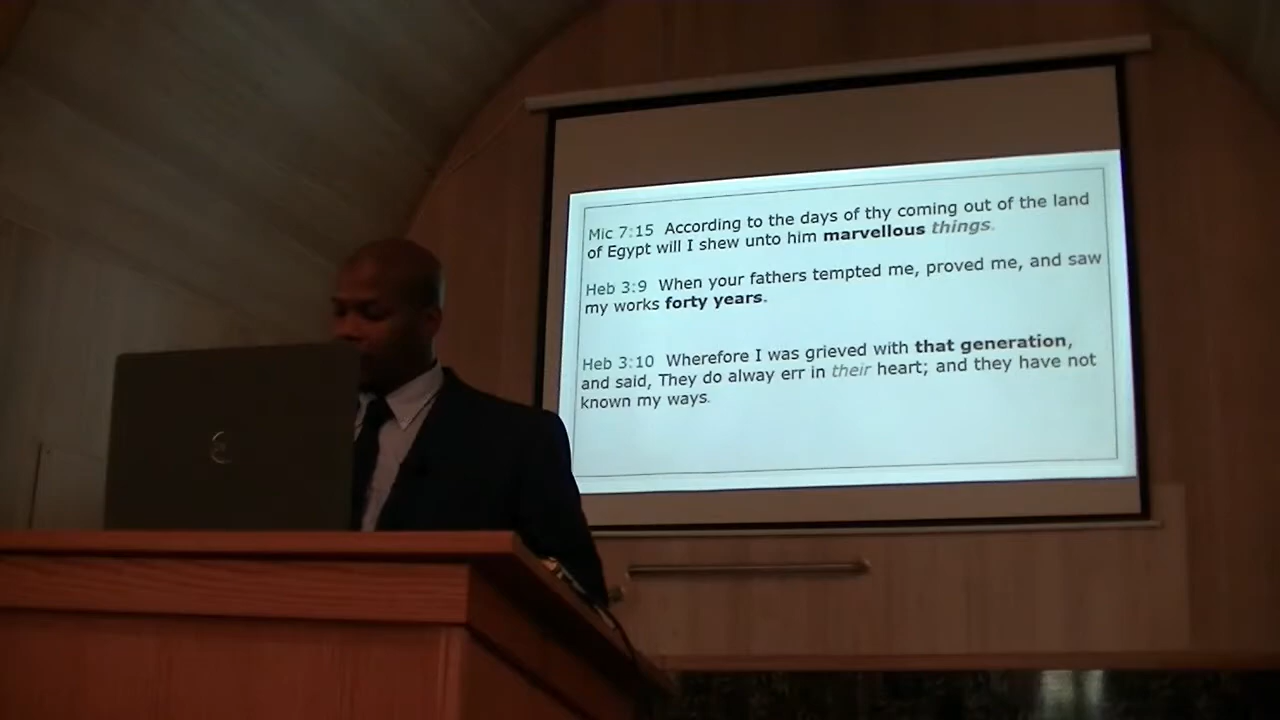 Mic 7:15  According to the days of thy coming out of the land
of Egypt will I shew unto him marvellous things.
Heb 3:9  When your fathers tempted me, proved me, and saw
my works forty years.
Heb 3:10  Wherefore I was grieved with that generation,
and said, They do alway err in their heart; and they have not
known my ways.